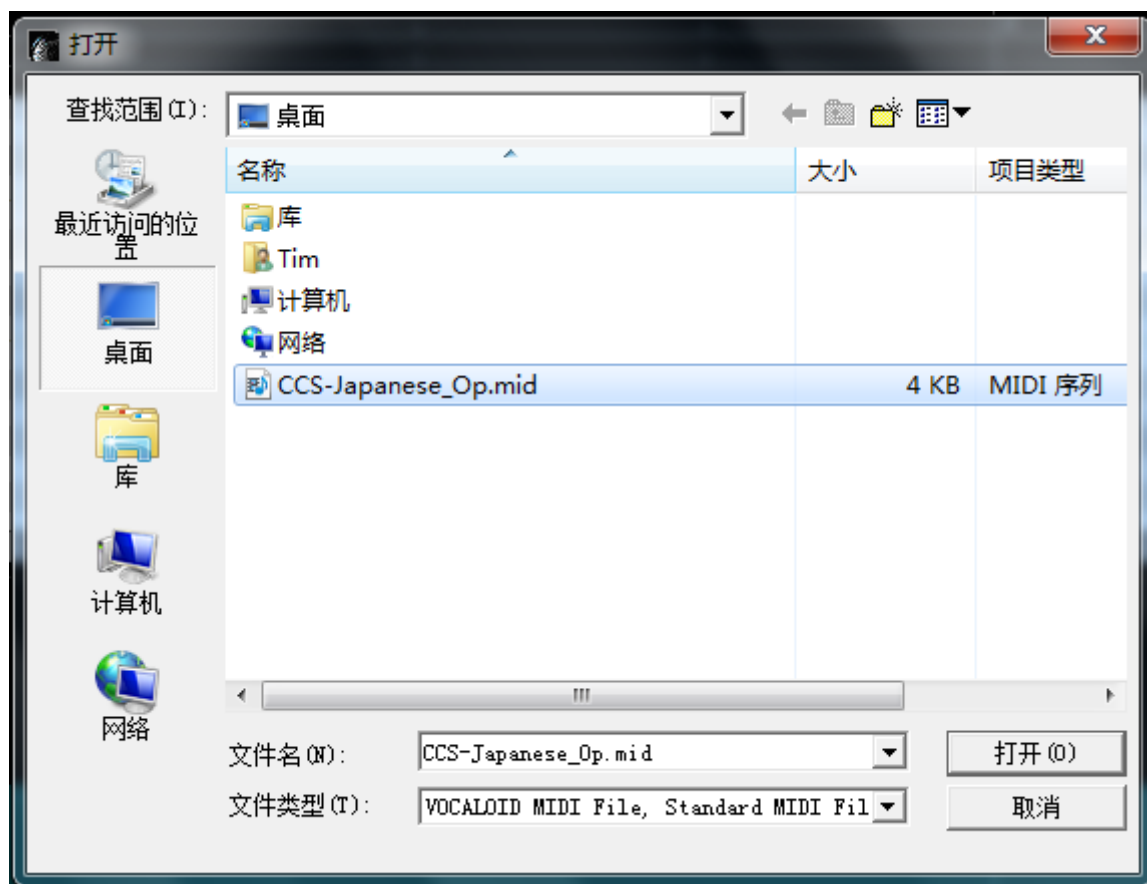 打开
查找范围(I):
桌面
名称
大小
项目类型
库
Tim
计算机
网络
CCS-Japanese_Op.mid
4 KB
MIDI 序列
最近访问的位
置
桌面
库
计算机
网络
文件名(N):
CCS-Japanese_Op.mid
打开(O)
文件类型(T):
VOCALOID MIDI File, Standard MIDI Fil
取消